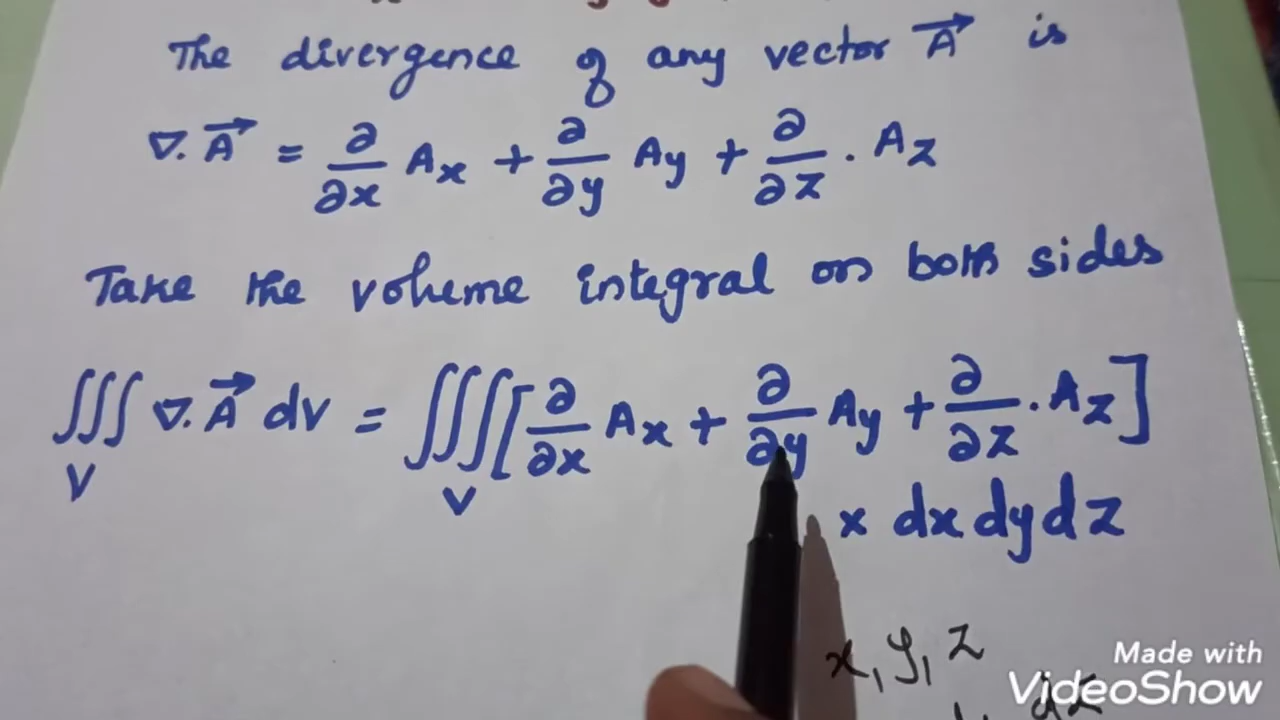 The divergence of any vector A⃗ is
∇. A⃗ = ∂/∂x Ax + ∂/∂y Ay + ∂/∂z . Az
Take the volume integral on both sides
∭V ∇. A⃗ dv = ∭V [∂/∂x Ax + ∂/∂y Ay + ∂/∂z . Az]
x dx dy dz
x, y, z
dz
Made with
VideoShow